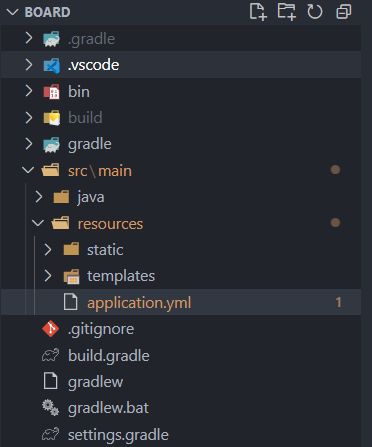 BOARD
.gradle
.vscode
bin
build
gradle
src\main
java
resources
static
templates
application.yml 1
.gitignore
build.gradle
gradlew
gradlew.bat
settings.gradle